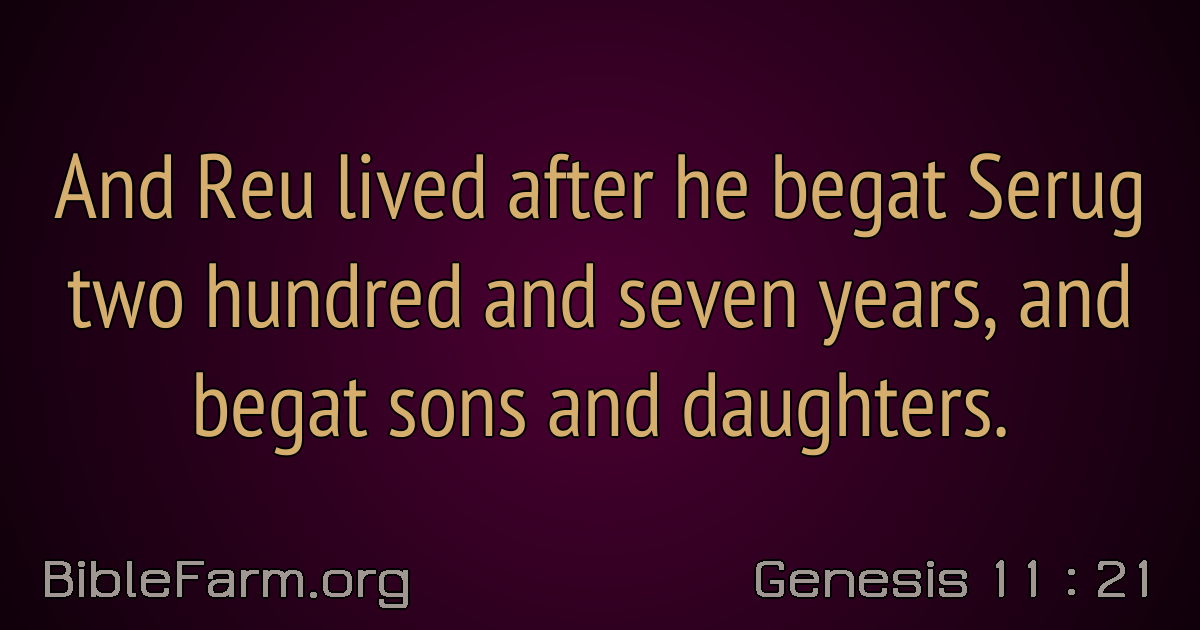 And Reu lived after he begat Serug
two hundred and seven years, and
begat sons and daughters.
BibleFarm.org
Genesis 11 : 21